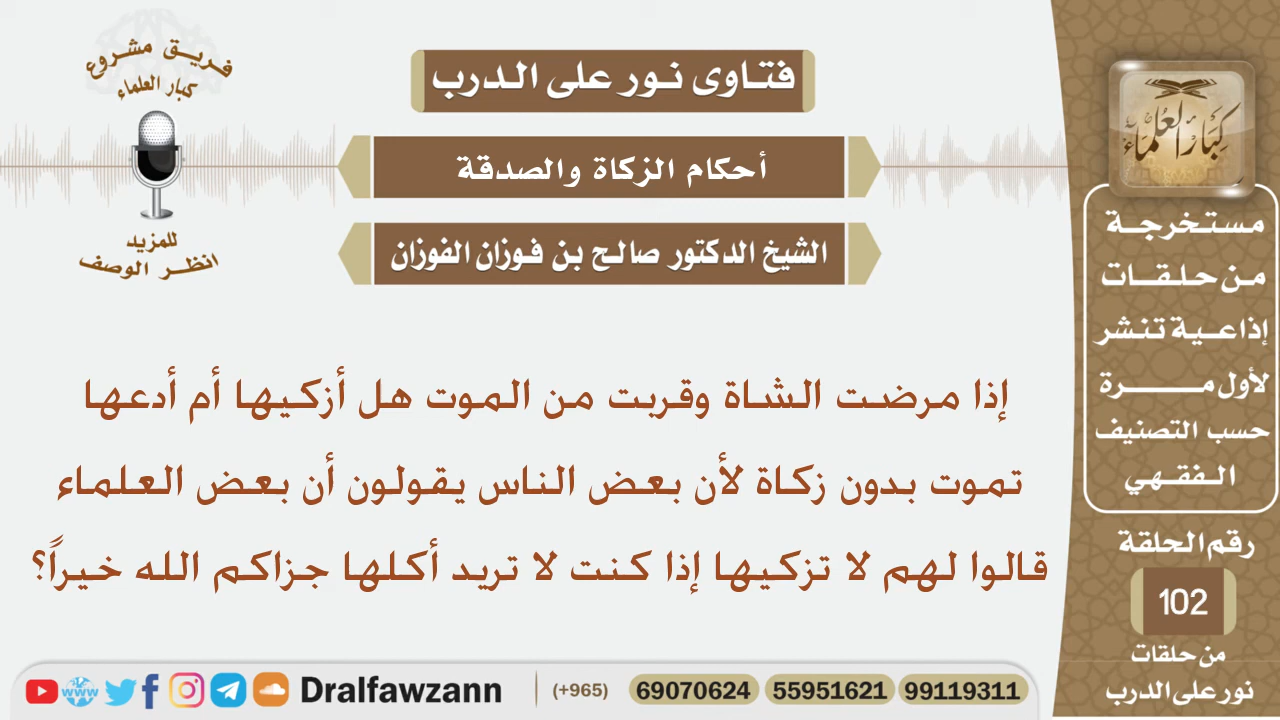 فريق مشروع
كبار العلماء
للمزيد
انظر الوصف
فتاوى نور على الدرب
أحكام الزكاة والصدقة
الشيخ الدكتور صالح بن فوزان الفوزان
إذا مرضت الشاة وقربت من الموت هل أزكيها أم أدعها
تموت بدون زكاة لأن بعض الناس يقولون أن بعض العلماء
قالوا لهم لا تزكيها إذا كنت لا تريد أكلها جزاكم الله خيراً؟
كبار العلماء
مستخرجة
من حلقات
إذاعية تنشر
لأول مرة
حسب التصنيف
الفقهي
رقم الحلقة
102
من حلقات
نور على الدرب
www
Dralfawzann
(+965)
69070624
55951621
99119311